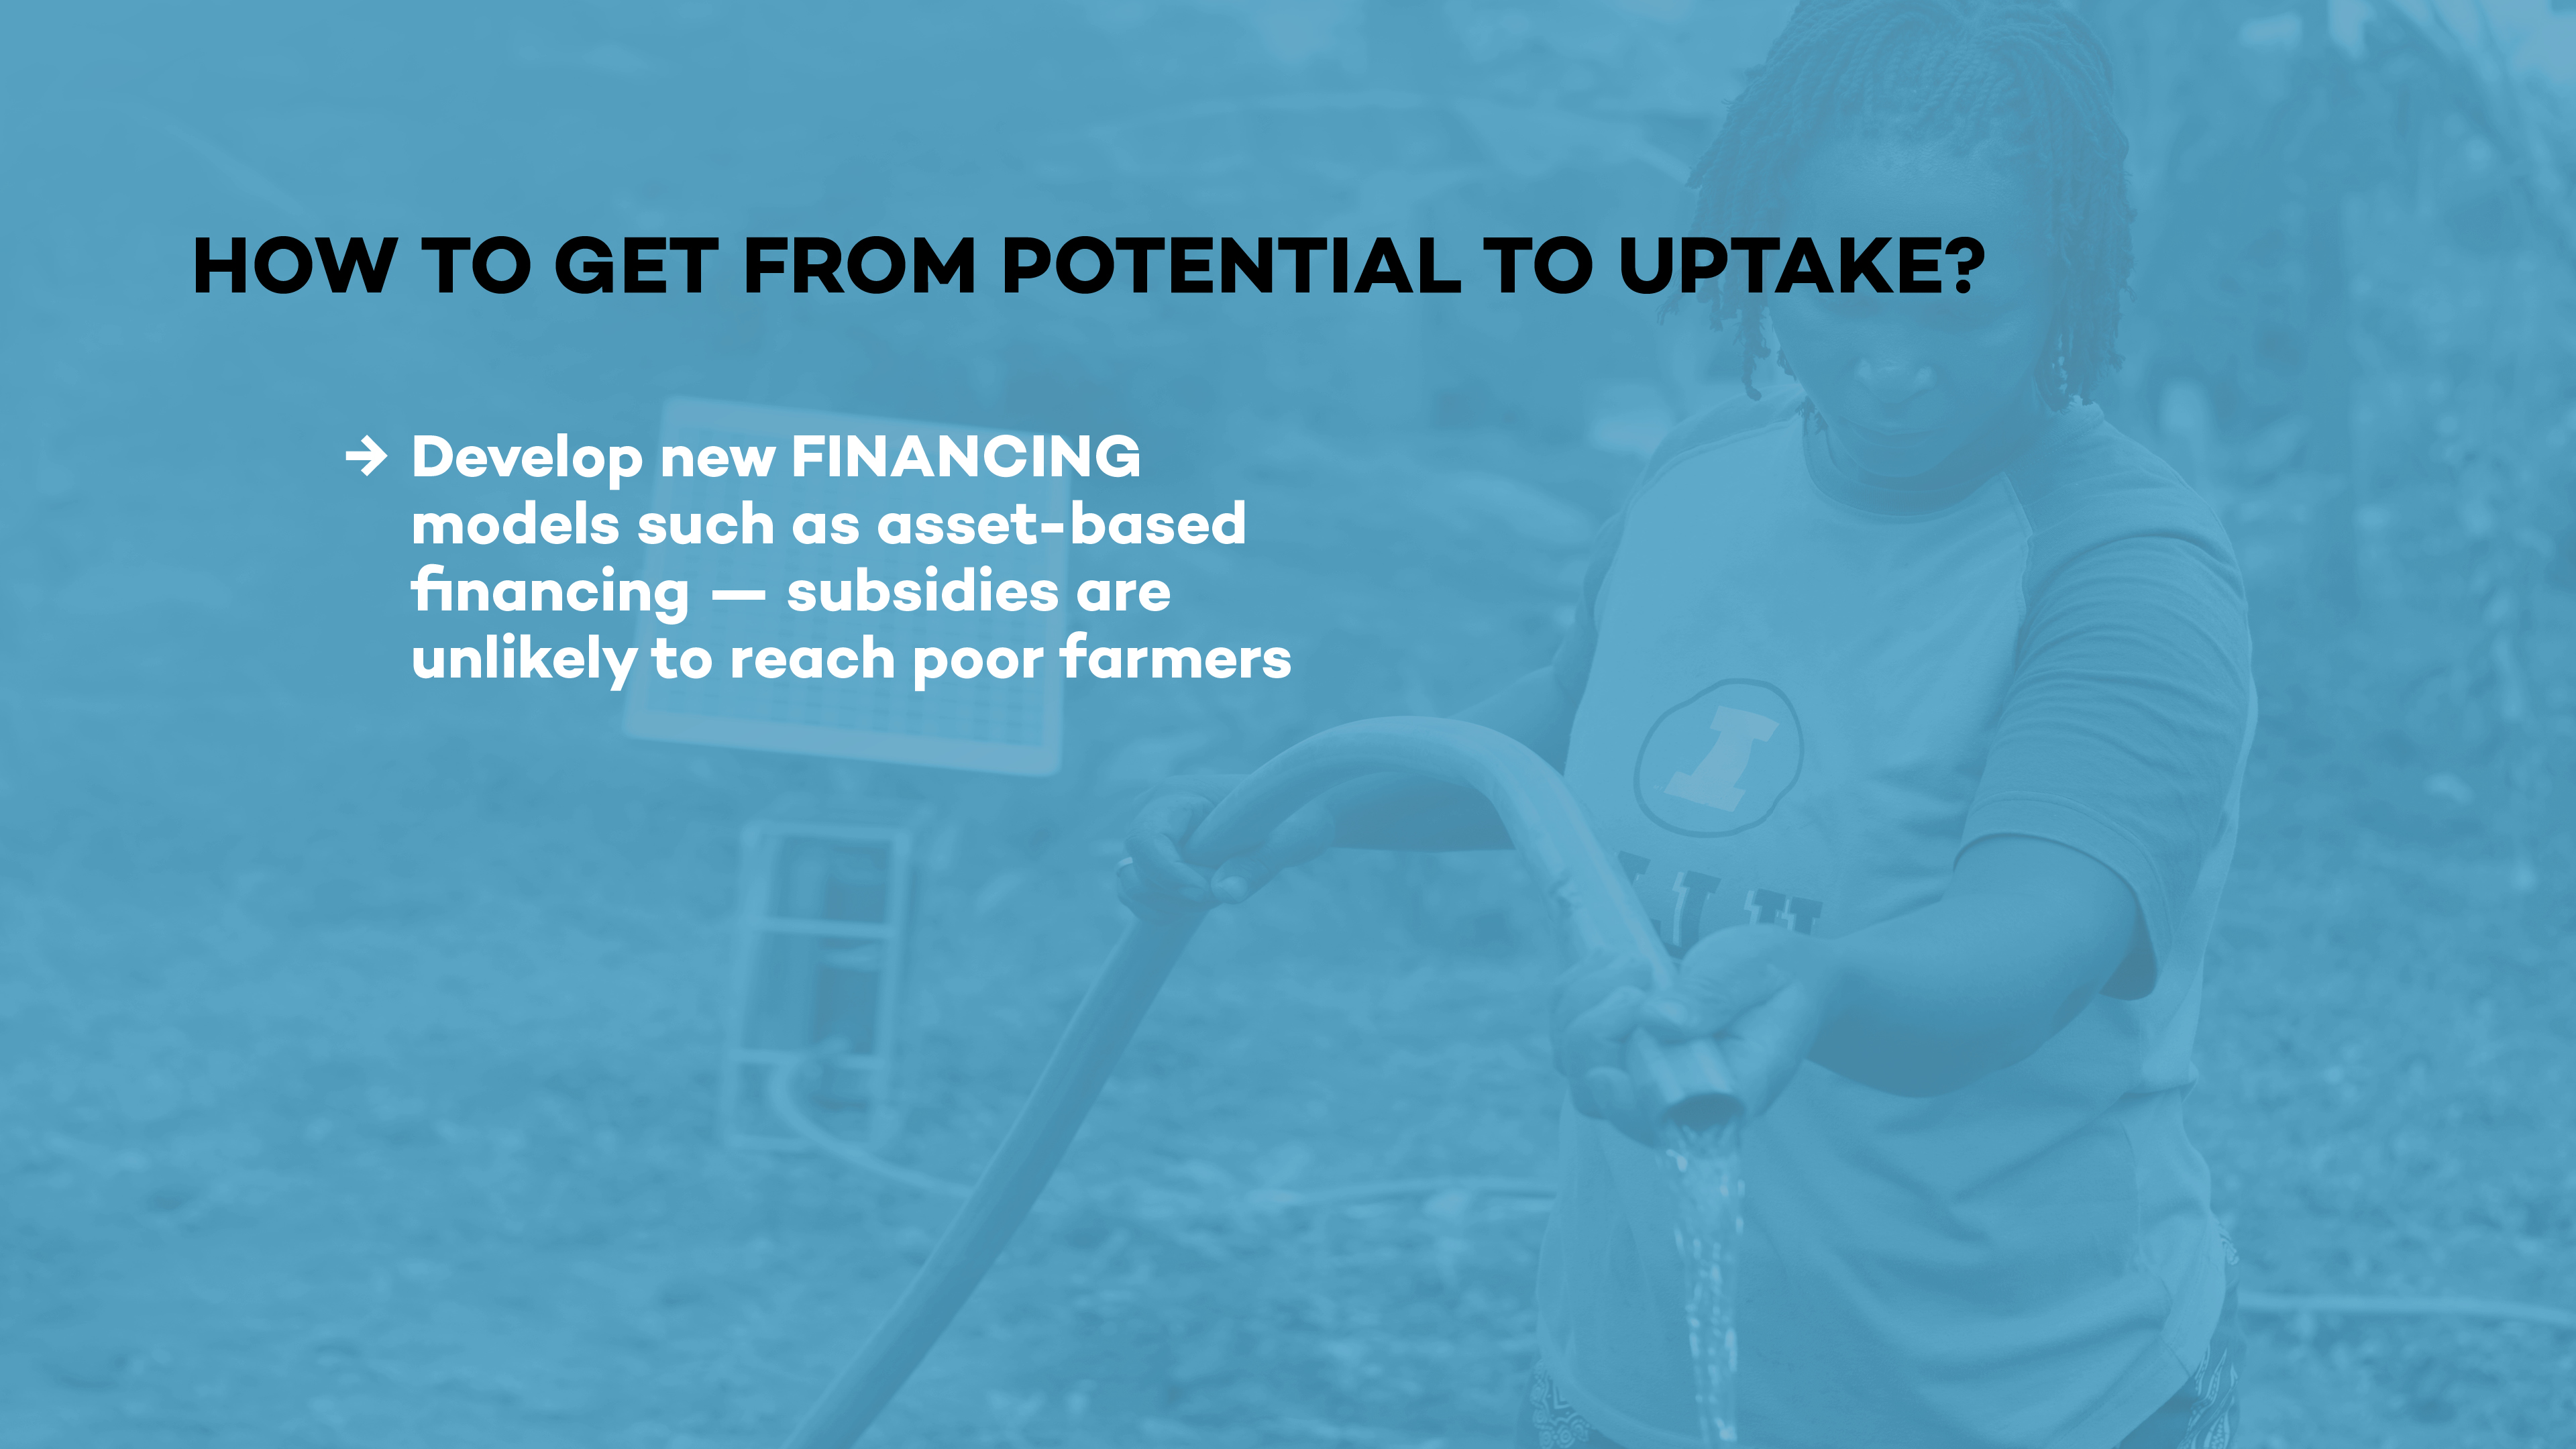 HOW TO GET FROM POTENTIAL TO UPTAKE?
→ Develop new FINANCING
models such as asset-based
financing — subsidies are
unlikely to reach poor farmers
I